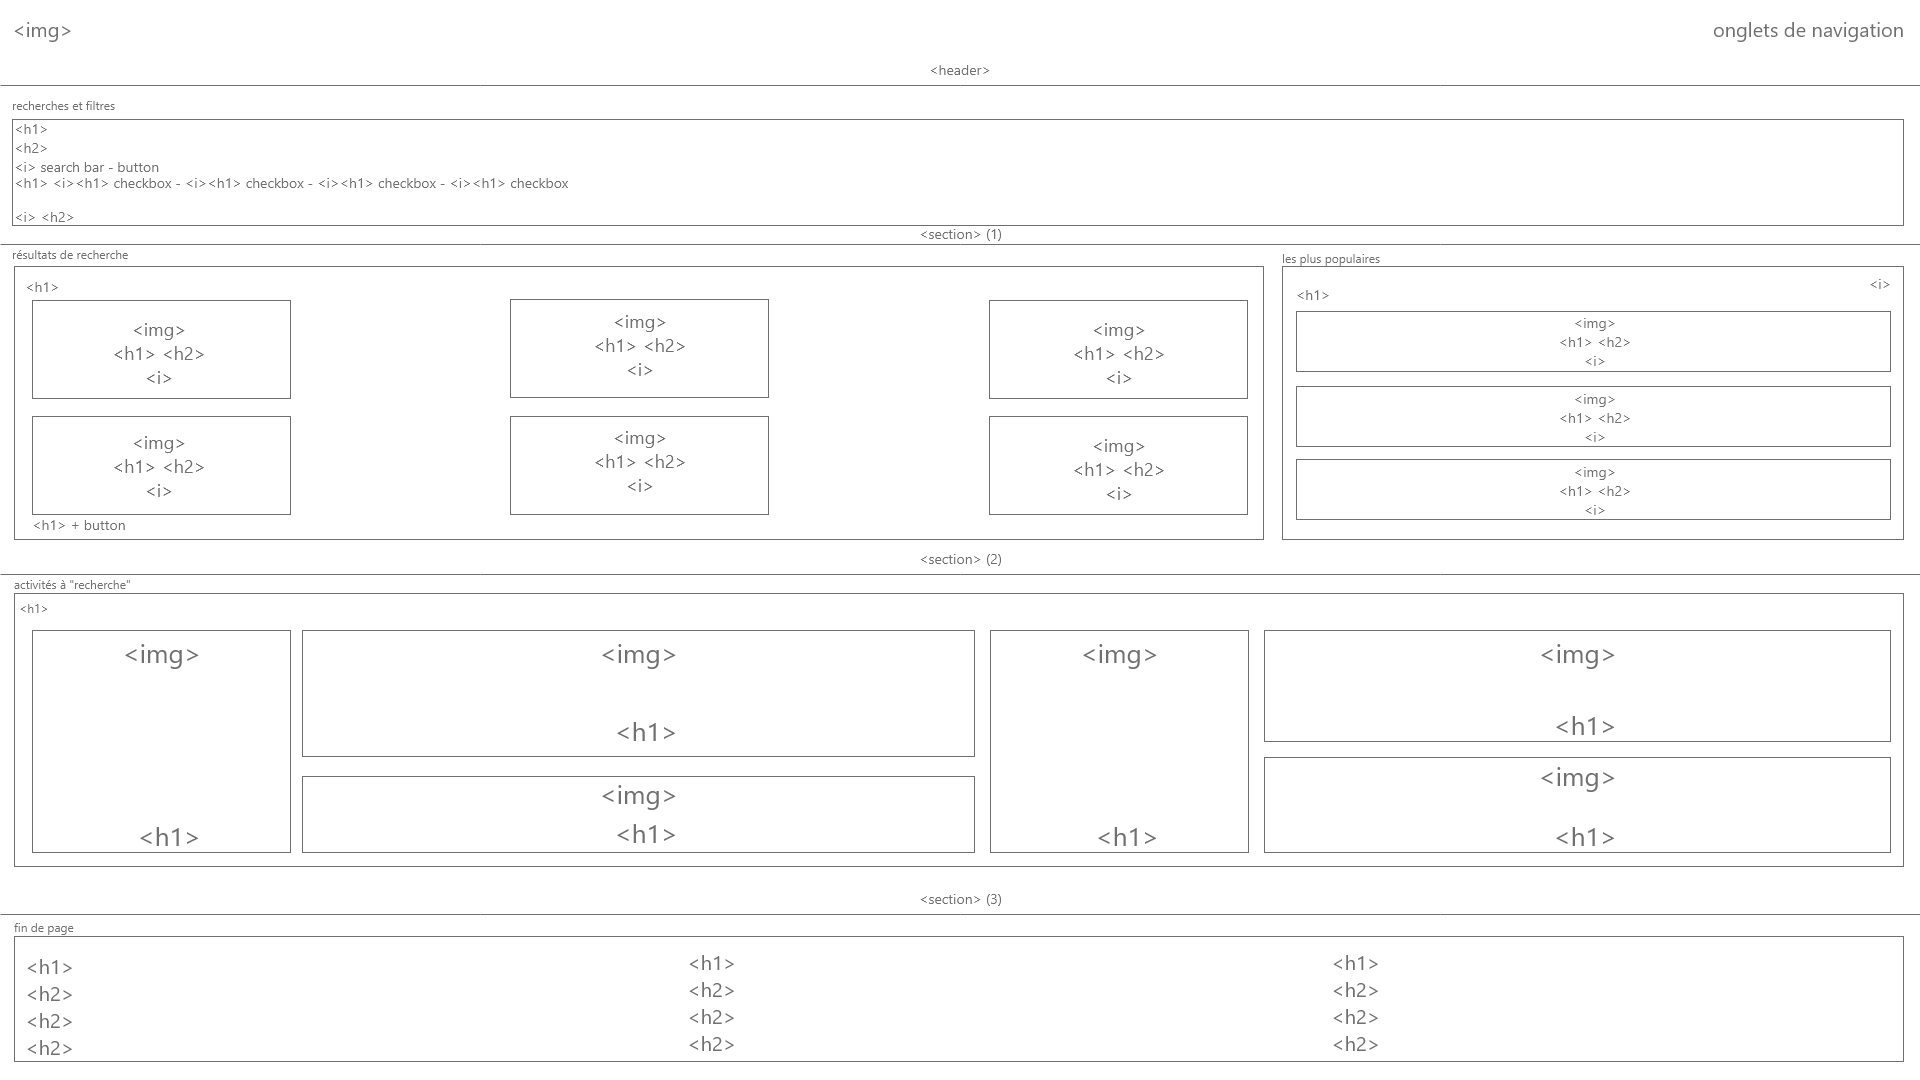 <img>
onglets de navigation
<header>
recherches et filtres
<h1>
<h2>
<i> search bar - button
<h1> <i><h1> checkbox - <i><h1> checkbox - <i><h1> checkbox - <i><h1> checkbox
<i> <h2>
<section> (1)
résultats de recherche
<h1>
<img>
<h1> <h2>
<i>
<img>
<h1> <h2>
<i>
<img>
<h1> <h2>
<i>
<img>
<h1> <h2>
<i>
<img>
<h1> <h2>
<i>
<img>
<h1> <h2>
<i>
<h1> + button
les plus populaires
<i>
<h1>
<img>
<h1> <h2>
<i>
<img>
<h1> <h2>
<i>
<img>
<h1> <h2>
<i>
<section> (2)
activités à "recherche"
<h1>
<img>
<h1>
<img>
<h1>
<img>
<h1>
<img>
<h1>
<img>
<h1>
<img>
<h1>
<section> (3)
fin de page
<h1>
<h2>
<h2>
<h2>
<h1>
<h2>
<h2>
<h2>
<h1>
<h2>
<h2>
<h2>